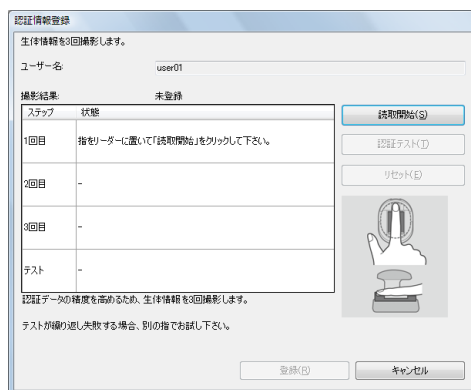 認証情報登録
生体情報を3回撮影します。
ユーザー名: user01
撮影結果: 未登録
ステップ 状態
1回目 指をリーダーに置いて「読取開始」をクリックして下さい。
2回目 -
3回目 -
テスト -
読取開始(S)
認証テスト(T)
リセット(E)
認証データの精度を高めるため、生体情報を3回撮影します。
テストが繰り返し失敗する場合、別の指でお試し下さい。
登録(R) キャンセル